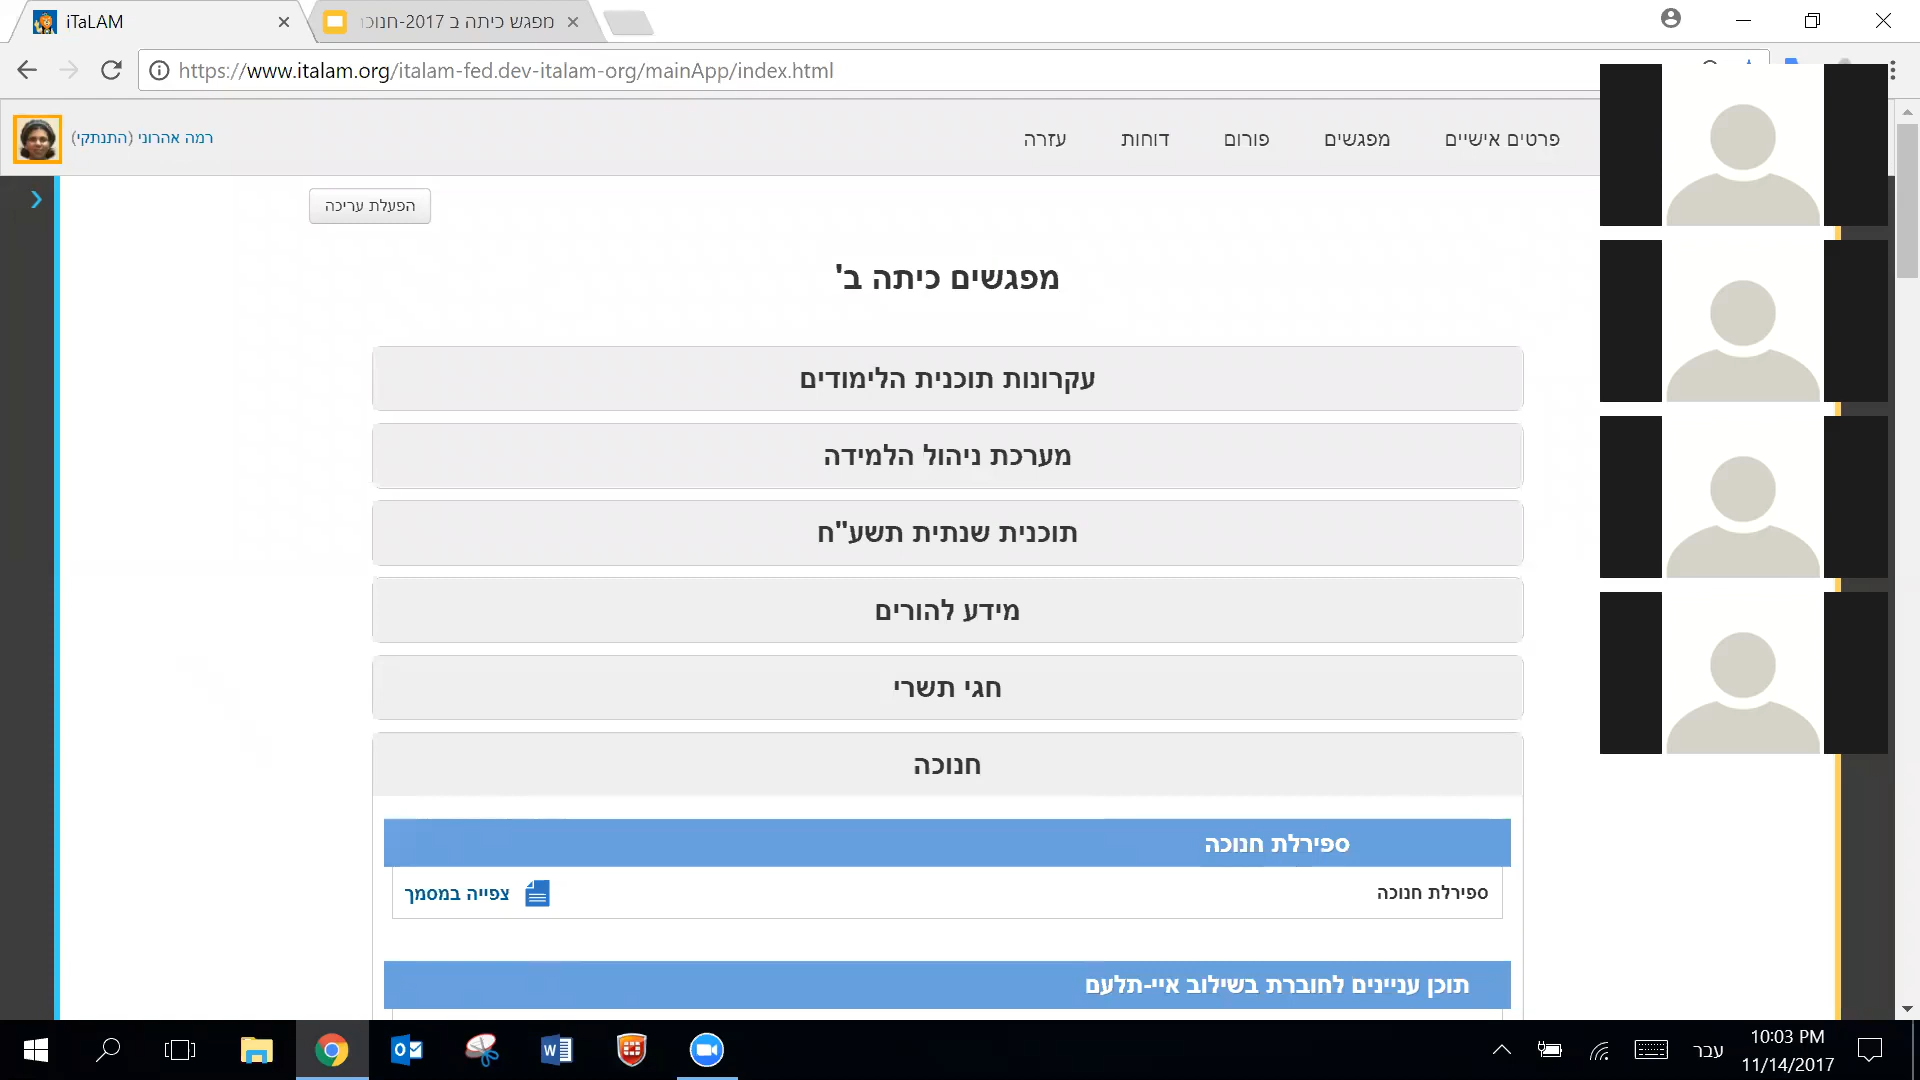 iTaLAM
מפגש כיתה ב 2017-חנוכ
https://www.italam.org/italam-fed.dev-italam-org/mainApp/index.html
רמה אהרוני (התנתקי)
פרטים אישיים
מפגשים
פורום
דוחות
עזרה
הפעלת עריכה
מפגשים כיתה ב'
עקרונות תוכנית הלימודים
מערכת ניהול הלמידה
תוכנית שנתית תשע"ח
מידע להורים
חגי תשרי
חנוכה
ספירלת חנוכה
ספירלת חנוכה
צפייה במסמך
תוכן עניינים לחוברת בשילוב איי-תלעם
עבר
10:03 PM
11/14/2017